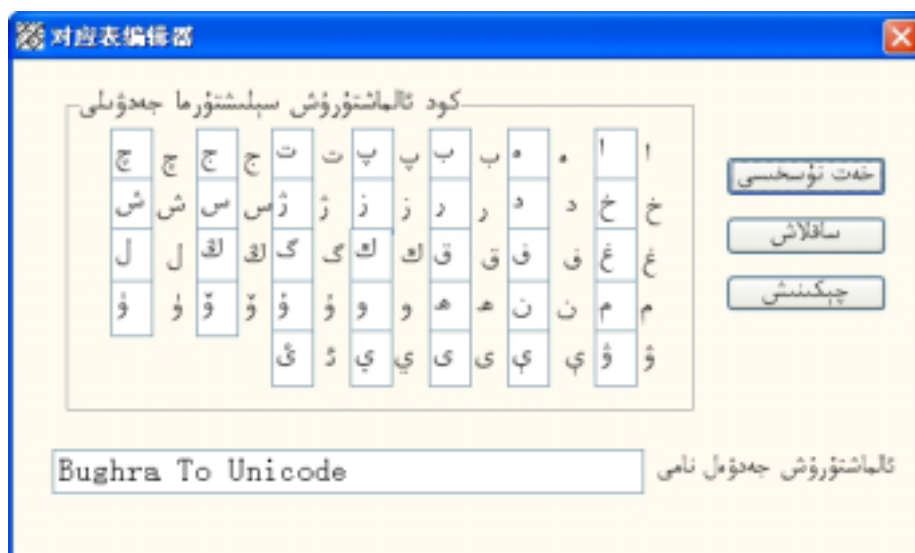 对应表编辑器
كود ئالماشتۇرۇش سېلىشتۇرما جەدۋىلى
ا ا ە ە ب ب پ پ ت ت ج ج چ چ
خ خ د د ر ر ز ز ژ ژ س س ش ش
غ غ ف ف ق ق ك ك گ گ ڭ ڭ ل ل
م م ن ن ھ ھ و و ۇ ۇ ۆ ۆ ۈ ۈ
ۋ ۋ ې ې ى ى ي ي ئ ئ
خەت نۇسخىسى
ساقلاش
چېكىنىش
ئالماشتۇرۇش جەدۋەل نامى
Bughra To Unicode